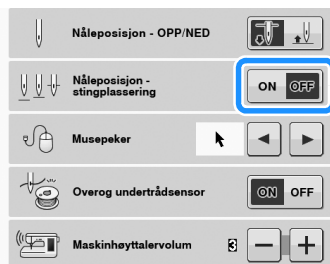 Nåleposisjon - OPP/NED
Nåleposisjon -
stingplassering
ON OFF
Musepeker
Overog undertrådsensor
ON OFF
Maskinhøyttalervolum 3